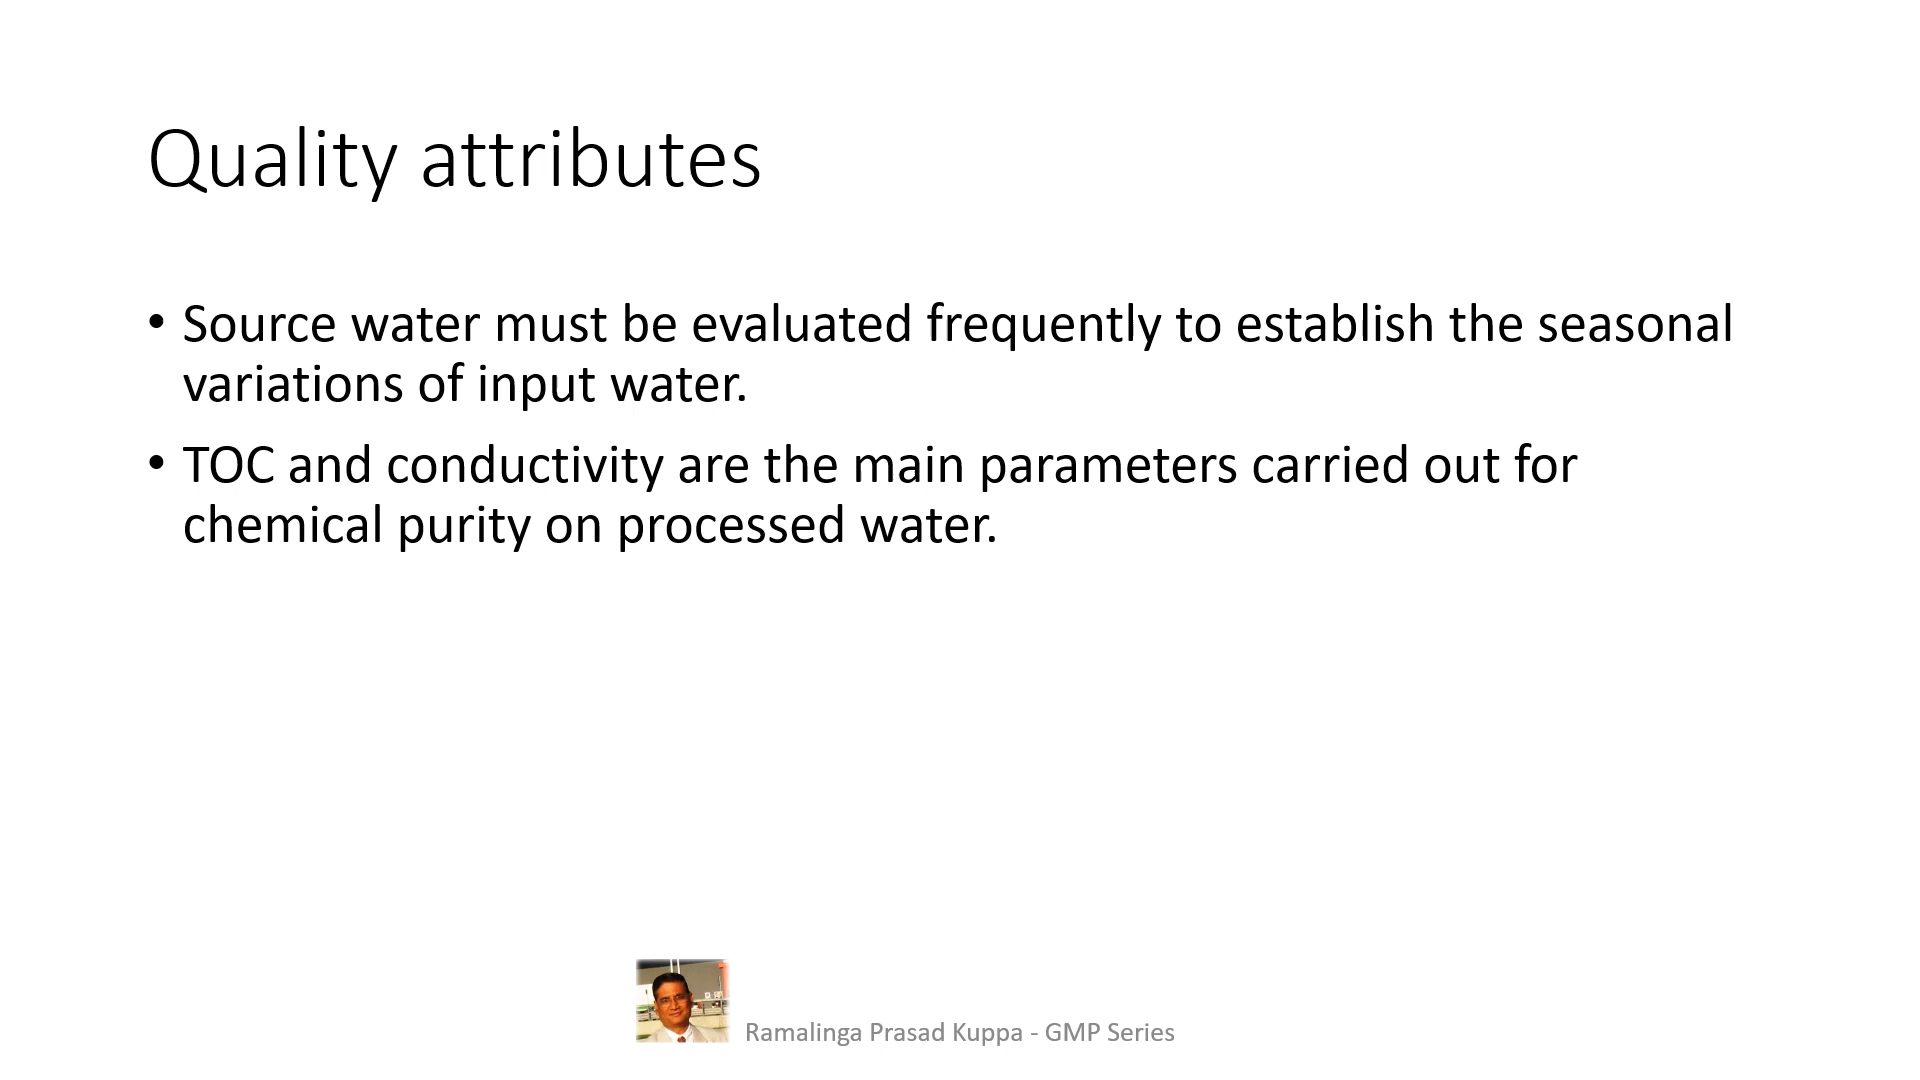 Quality attributes
• Source water must be evaluated frequently to establish the seasonal
variations of input water.
• TOC and conductivity are the main parameters carried out for
chemical purity on processed water.
Ramalinga Prasad Kuppa - GMP Series